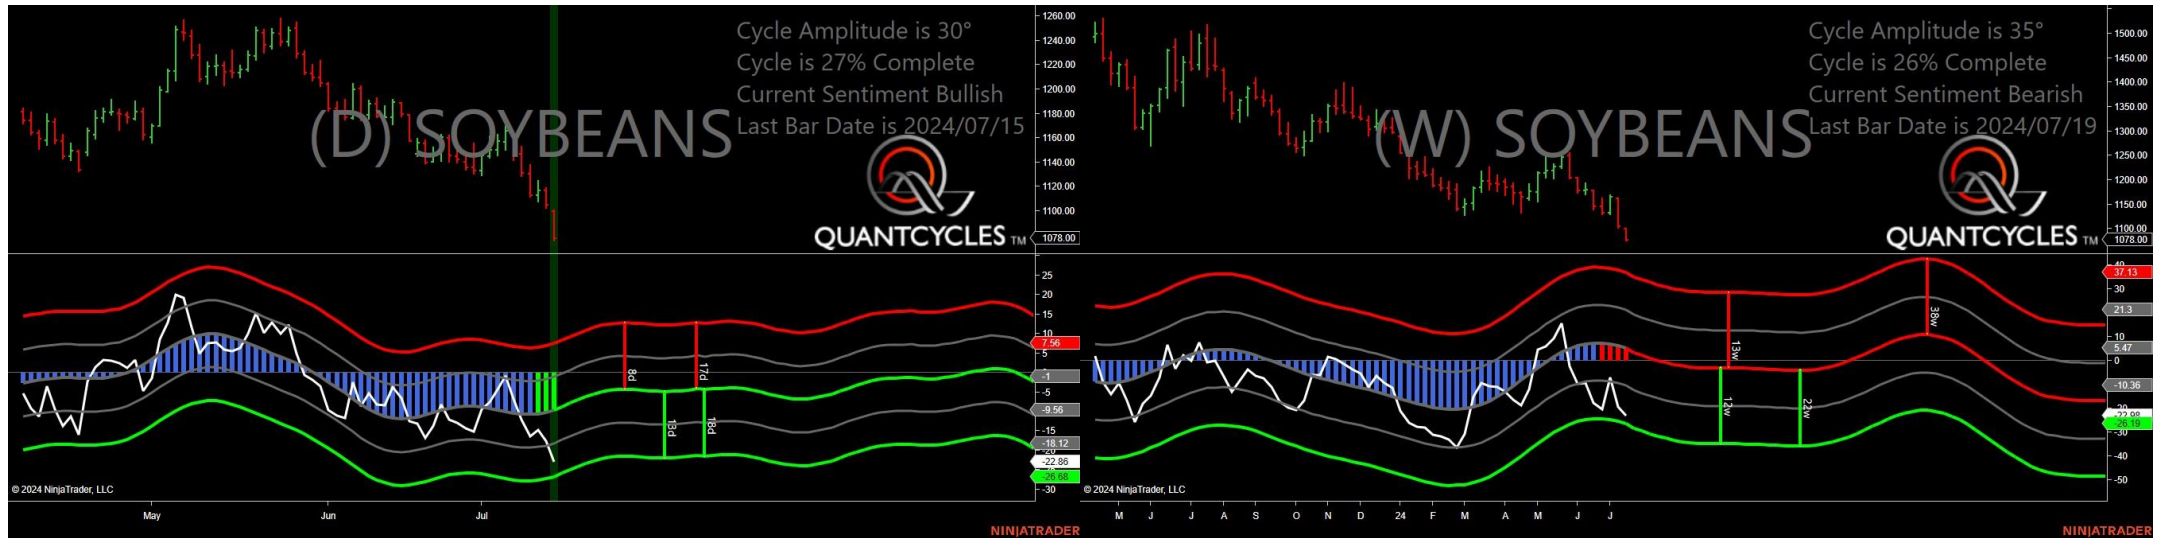 Cycle Amplitude is 30°
Cycle is 27% Complete
Current Sentiment Bullish
Last Bar Date is 2024/07/15
(D) SOYBEANS
QUANTCYCLES TM
1260.00
1240.00
1220.00
1200.00
1180.00
1160.00
1140.00
1120.00
1100.00
1078.00
25
20
15
10
7.56
5
-1
-5
-9.56
-15
-18.12
-22.86
-26.68
-30
8d
17d
13d
18d
© 2024 NinjaTrader, LLC
May
Jun
Jul
NINJATRADER
Cycle Amplitude is 35°
Cycle is 26% Complete
Current Sentiment Bearish
Last Bar Date is 2024/07/19
(W) SOYBEANS
QUANTCYCLES TM
1500.00
1450.00
1400.00
1350.00
1300.00
1250.00
1200.00
1150.00
1100.00
1078.00
40
37.13
30
21.3
10
5.47
0
-10.36
-22.98
-26.19
-30
-40
-50
13w
38w
12w
22w
© 2024 NinjaTrader, LLC
M
J
J
A
S
O
N
D
24
F
M
A
M
J
J
NINJATRADER